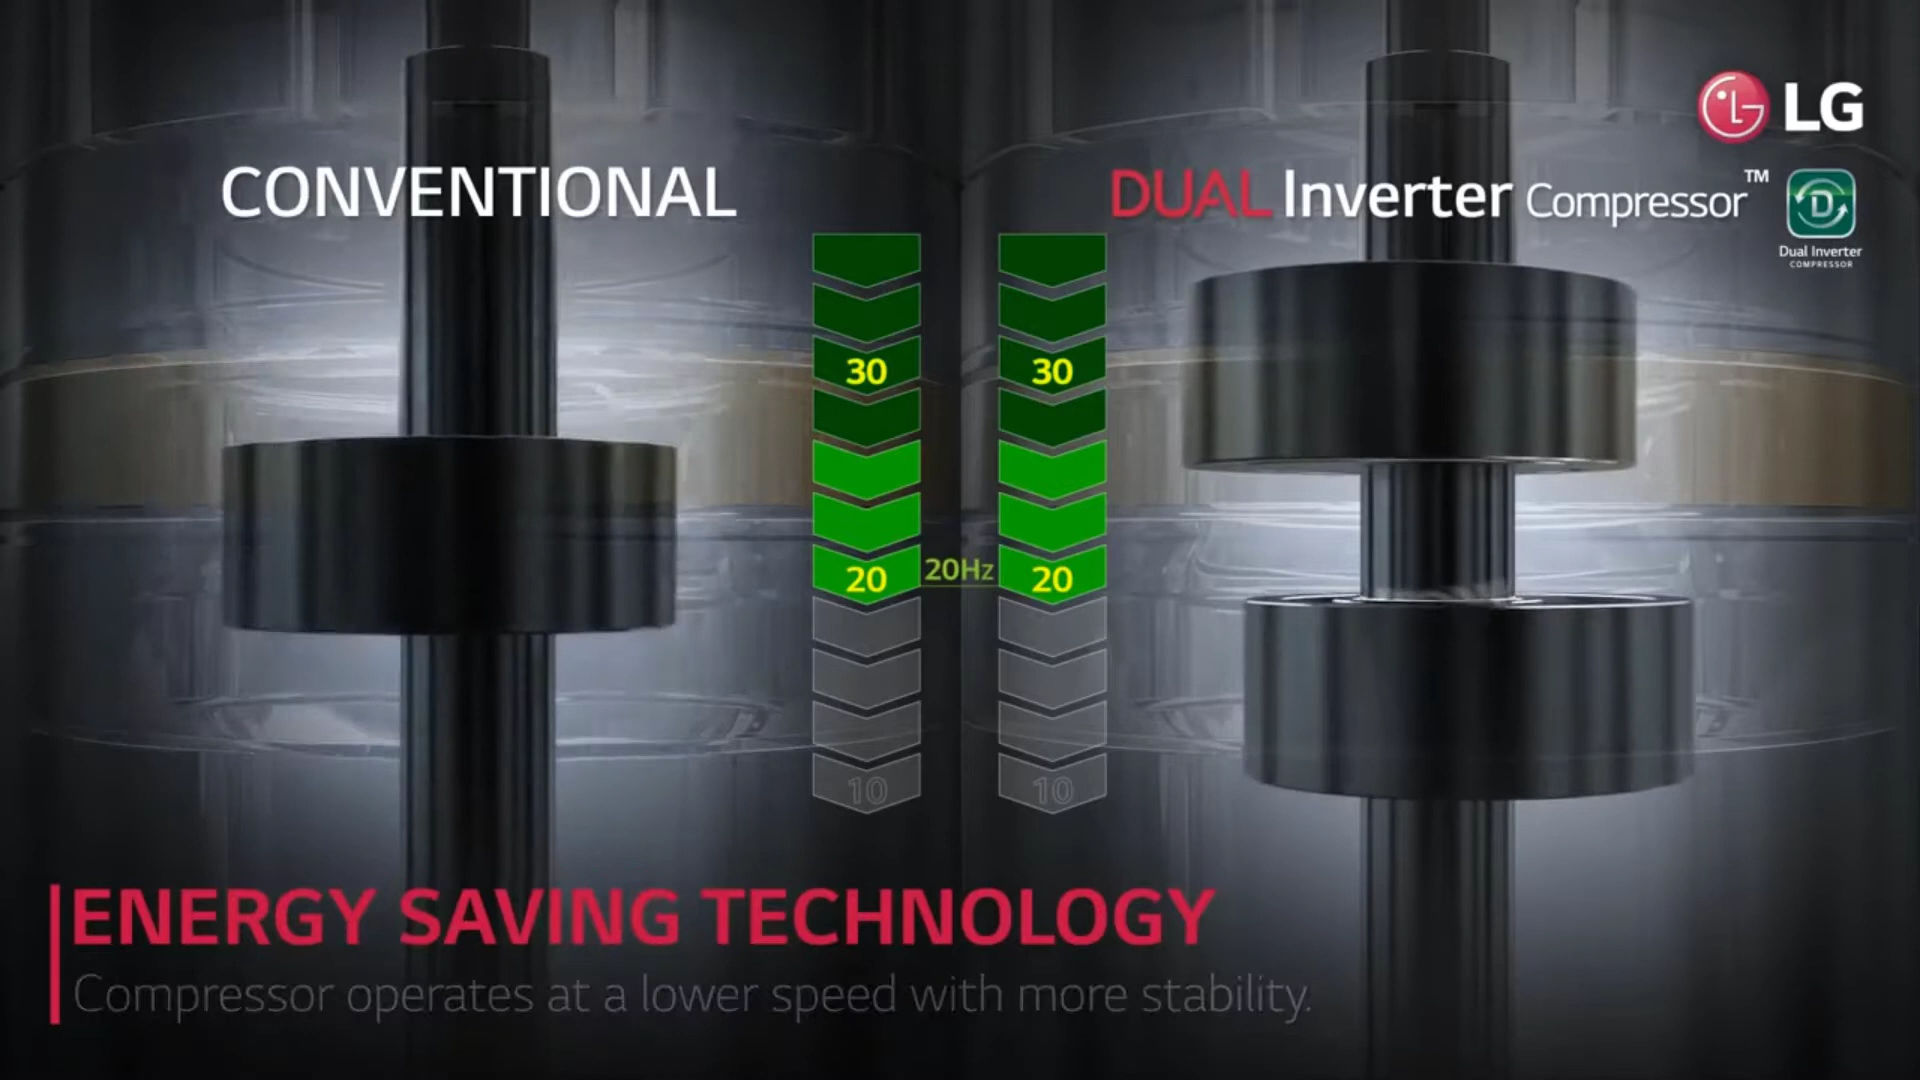 LG
CONVENTIONAL
DUAL Inverter Compressor™
D
Dual Inverter
COMPRESSOR
30
30
20
20Hz
20
10
10
ENERGY SAVING TECHNOLOGY
Compressor operates at a lower speed with more stability.